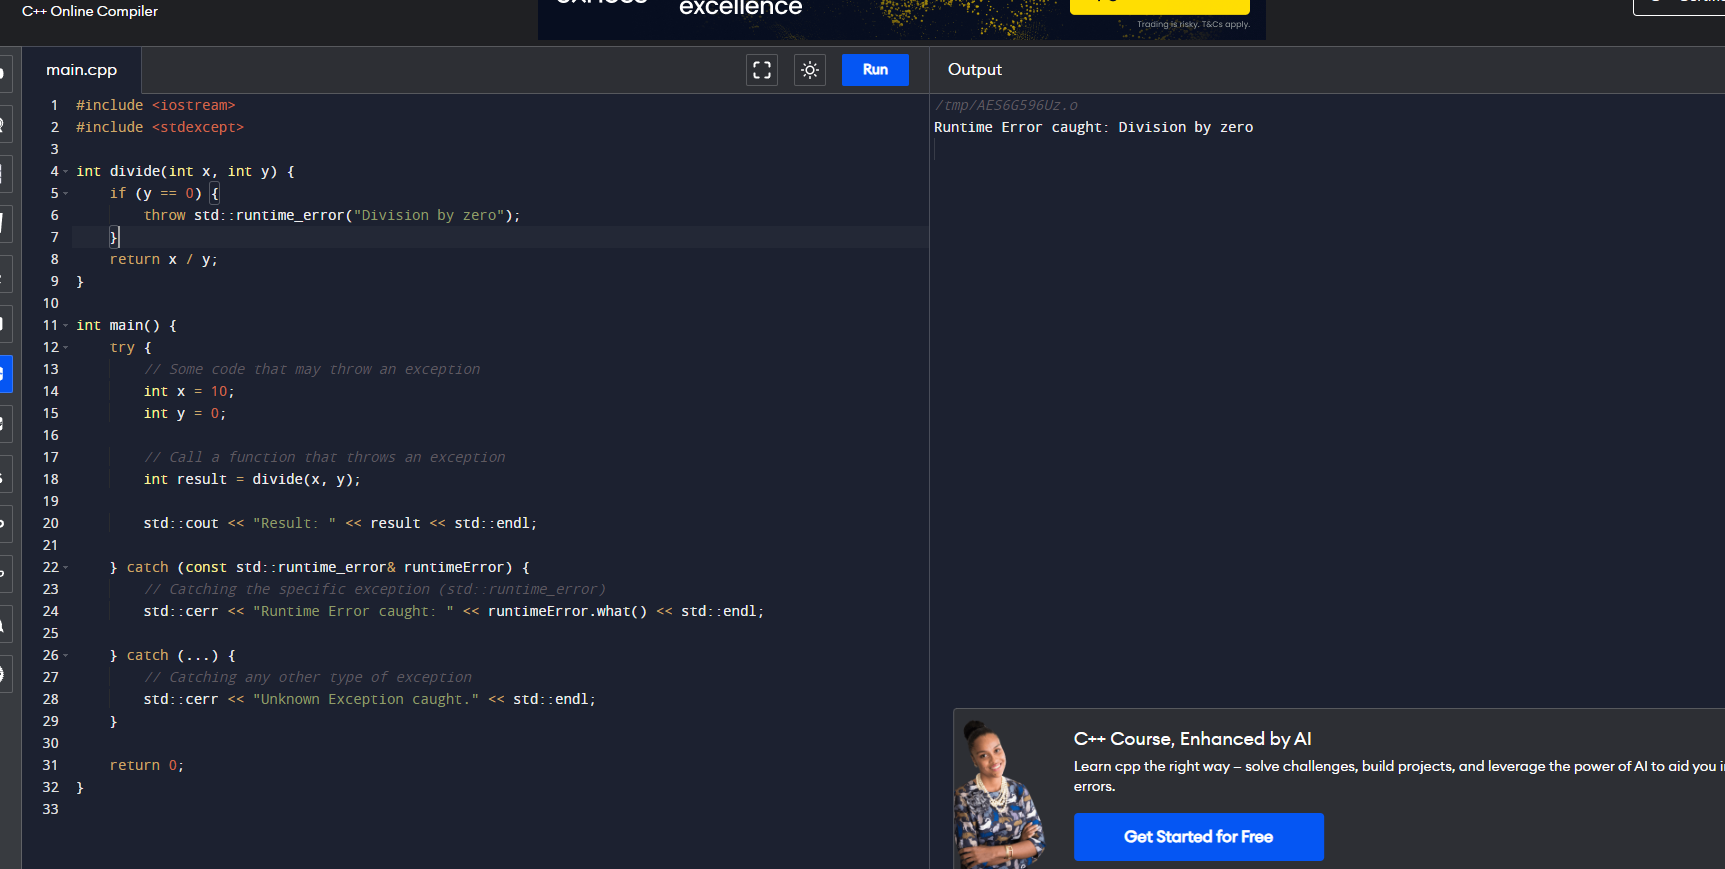 C++ Online Compiler
excellence
Trading is risky. T&Cs apply.
main.cpp
Run
Output
1 #include <iostream>
2 #include <stdexcept>
3
4 int divide(int x, int y) {
5     if (y == 0) {
6         throw std::runtime_error("Division by zero");
7     }
8     return x / y;
9 }
10
11 int main() {
12     try {
13         // Some code that may throw an exception
14         int x = 10;
15         int y = 0;
16
17         // Call a function that throws an exception
18         int result = divide(x, y);
19
20         std::cout << "Result: " << result << std::endl;
21
22     } catch (const std::runtime_error& runtimeError) {
23         // Catching the specific exception (std::runtime_error)
24         std::cerr << "Runtime Error caught: " << runtimeError.what() << std::endl;
25
26     } catch (...) {
27         // Catching any other type of exception
28         std::cerr << "Unknown Exception caught." << std::endl;
29     }
30
31     return 0;
32 }
33
/tmp/AES6G596Uz.o
Runtime Error caught: Division by zero
C++ Course, Enhanced by AI
Learn cpp the right way – solve challenges, build projects, and leverage the power of AI to aid you
errors.
Get Started for Free